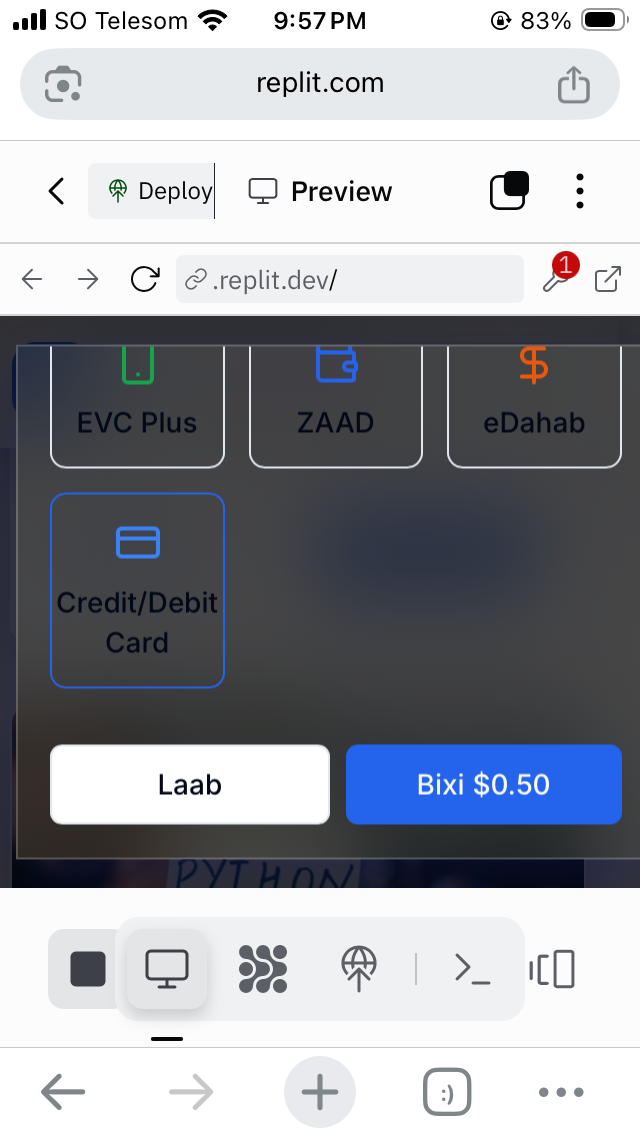 SO Telesom
9:57 PM
83%
replit.com
Deploy
Preview
.replit.dev/
1
EVC Plus
ZAAD
eDahab
Credit/Debit
Card
Laab
Bixi $0.50
PYTHON
:)